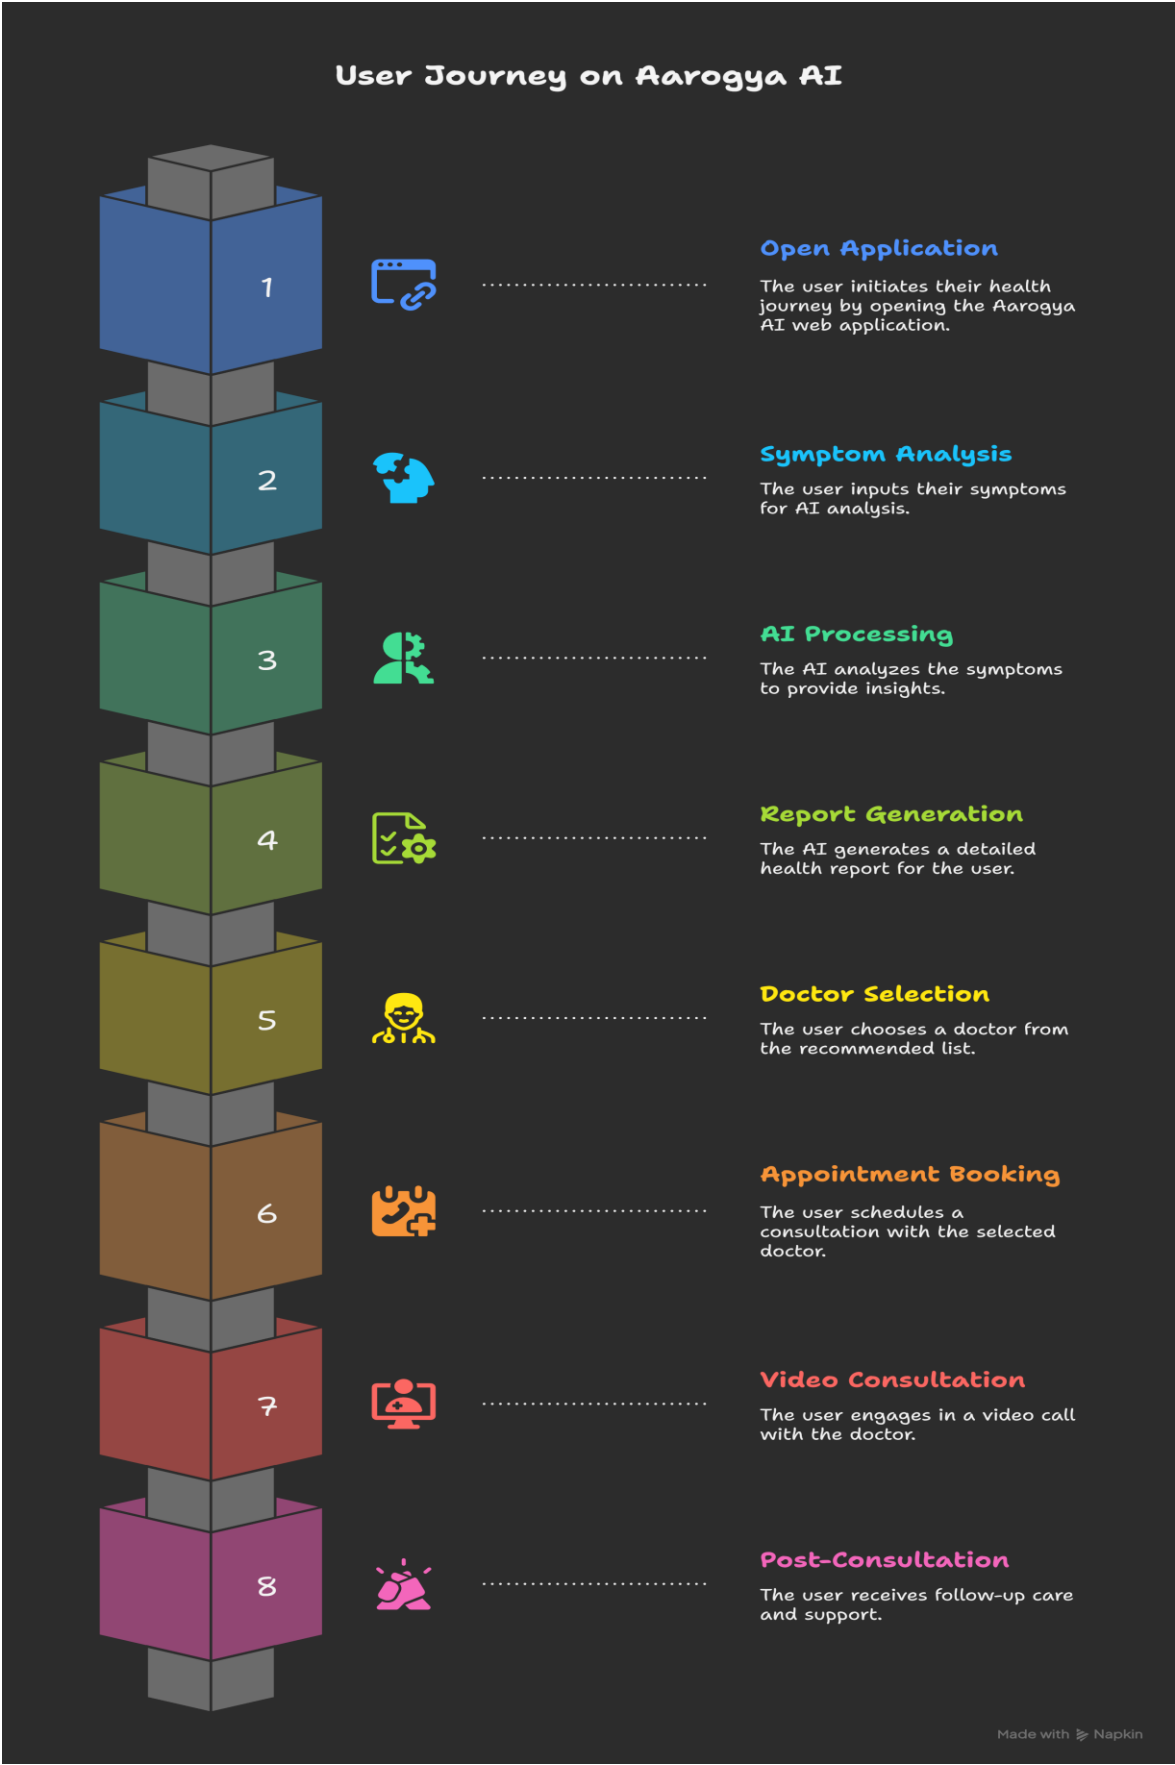 User Journey on Aarogya AI
1
Open Application
The user initiates their health
journey by opening the Aarogya
AI web application.
2
Symptom Analysis
The user inputs their symptoms
for AI analysis.
3
AI Processing
The AI analyzes the symptoms
to provide insights.
4
Report Generation
The AI generates a detailed
health report for the user.
5
Doctor Selection
The user chooses a doctor from
the recommended list.
6
Appointment Booking
The user schedules a
consultation with the selected
doctor.
7
Video Consultation
The user engages in a video call
with the doctor.
8
Post-Consultation
The user receives follow-up care
and support.
Made with Napkin